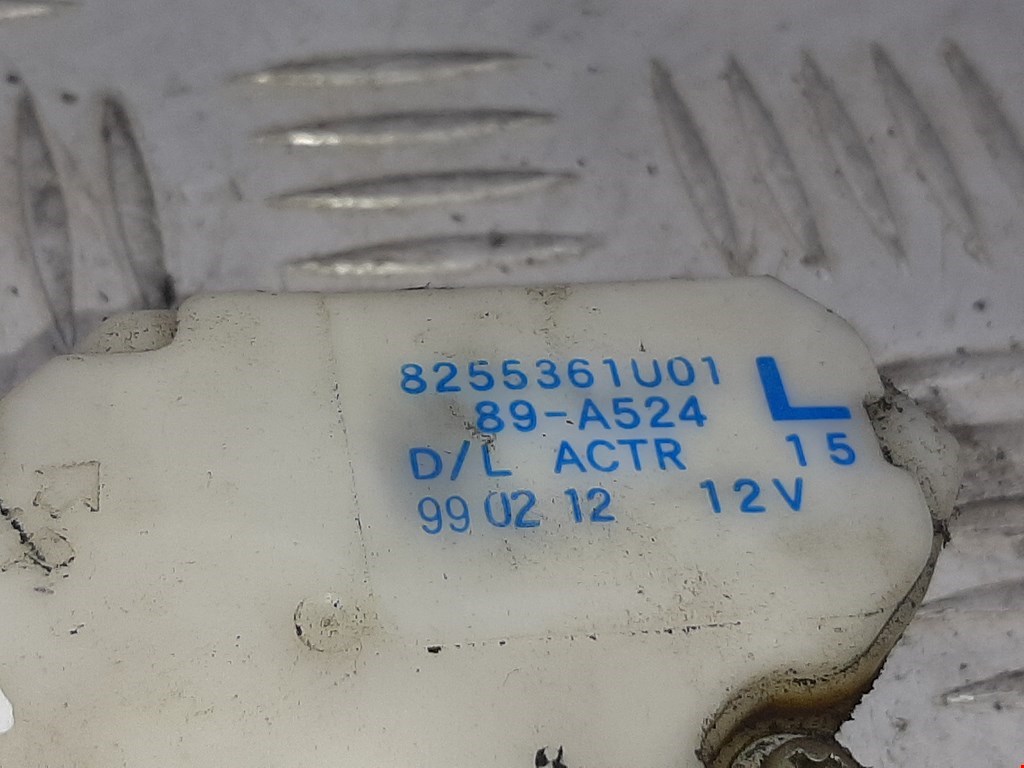 8255361U01 L
89-A524
D/L ACTR 15
99 02 12 12V